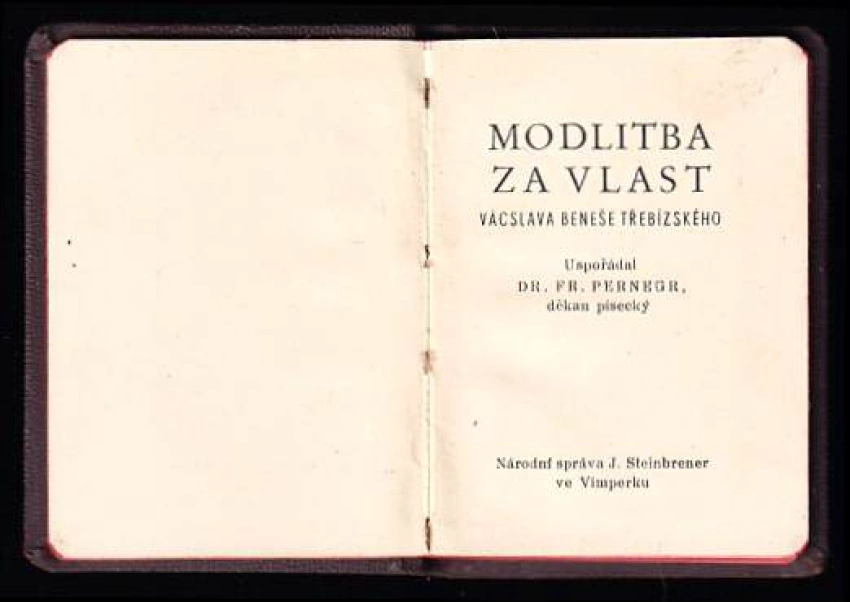 MODLITBA
ZA VLAST
VÁCSLAVA BENEŠE TŘEBÍZSKÉHO
Uspořádal
DR. FR. PERNEGR,
děkan písecký
Národní správa J. Steinbrener
ve Vimperku